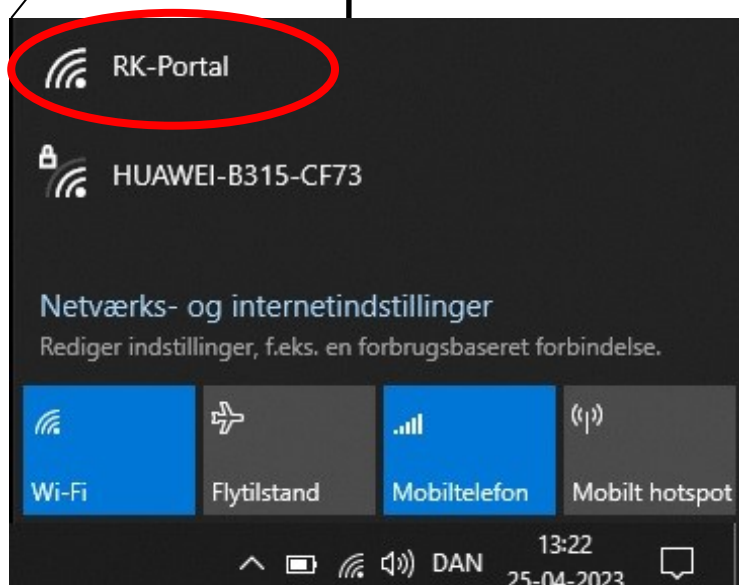 RK-Portal
HUAWEI-B315-CF73
Netværks- og internetindstillinger
Rediger indstillinger, f.eks. en forbrugsbaseret forbindelse.
Wi-Fi Flytilstand Mobiltelefon Mobilt hotspot
DAN 13:22
25-04-2023